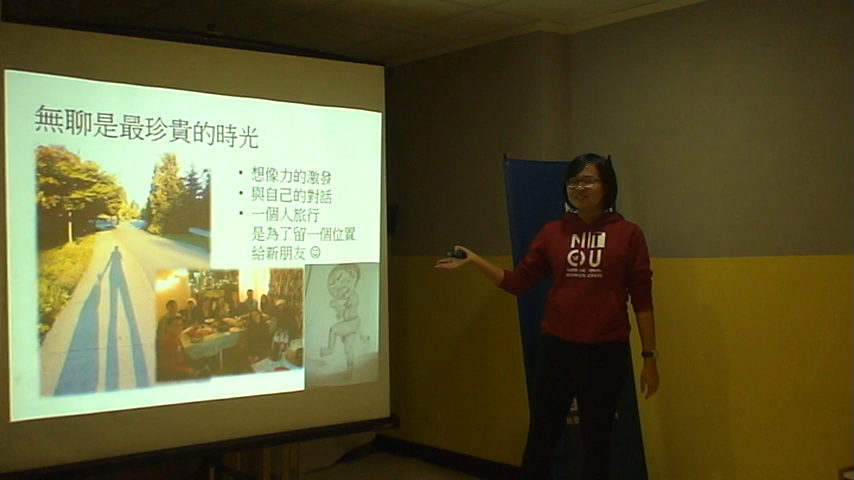 無聊是最珍貴的時光
• 想像力的激發
• 與自己的對話
• 一個人旅行
是為了留一個位置
給新朋友☺